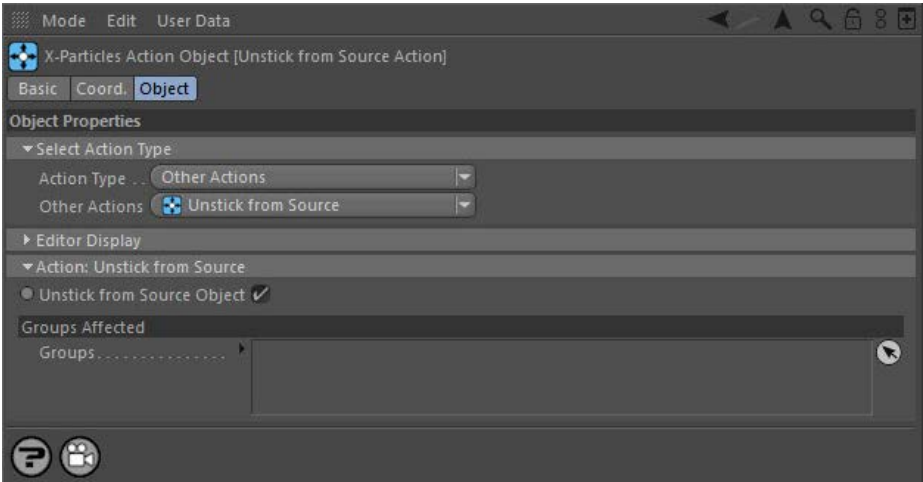 Mode Edit User Data
X-Particles Action Object [Unstick from Source Action]
Basic Coord. Object
Object Properties
Select Action Type
Action Type . . Other Actions
Other Actions Unstick from Source
Editor Display
Action: Unstick from Source
Unstick from Source Object
Groups Affected
Groups. . . . . . . . . . . . . . .